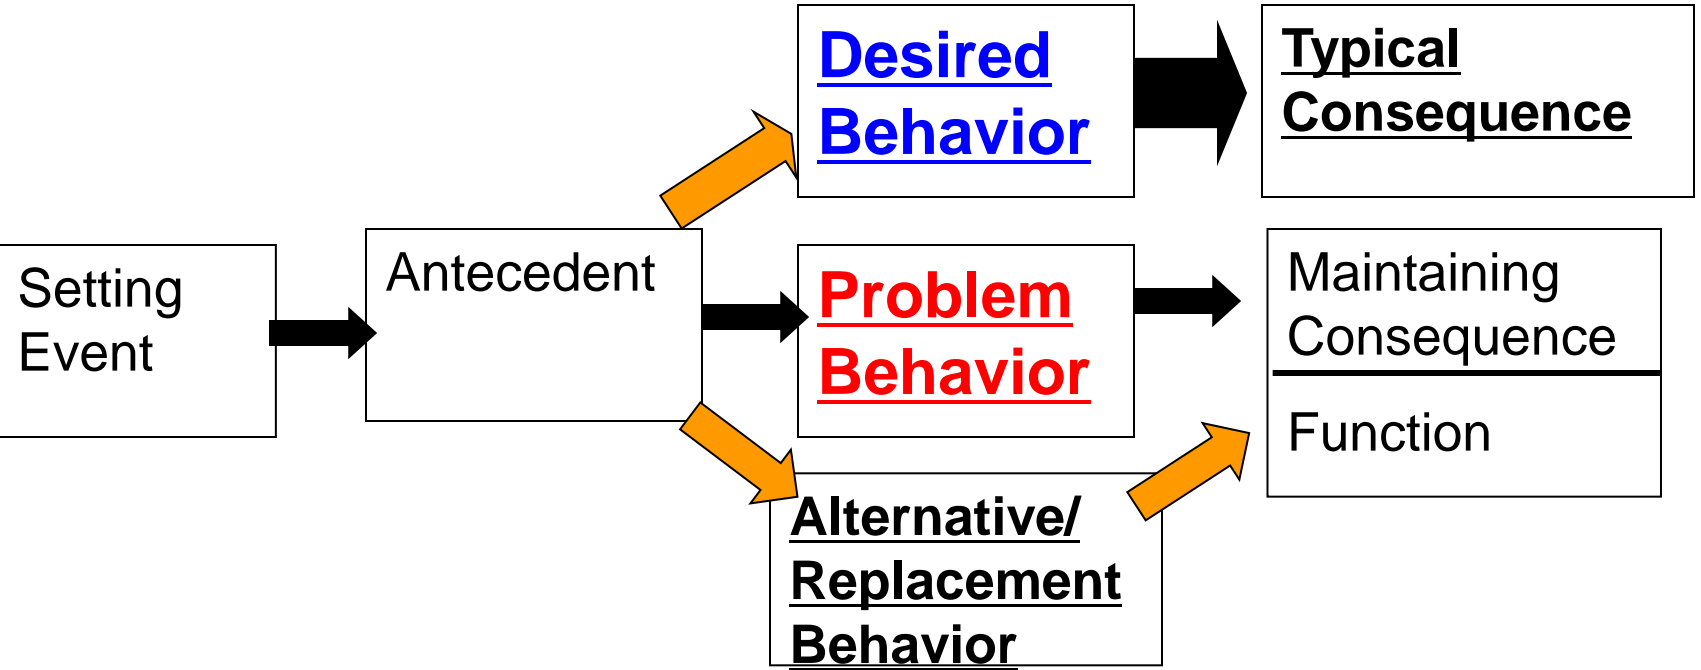 Desired
Behavior
Typical
Consequence
Setting
Event
Antecedent
Problem
Behavior
Maintaining
Consequence
Function
Alternative/
Replacement
Behavior